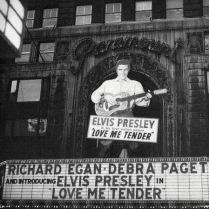 Paramount
ELVIS PRESLEY
"LOVE ME TENDER"
RICHARD EGAN·DEBRA PAGET
AND INTRODUCING ELVIS PRESLEY IN
"LOVE ME TENDER"